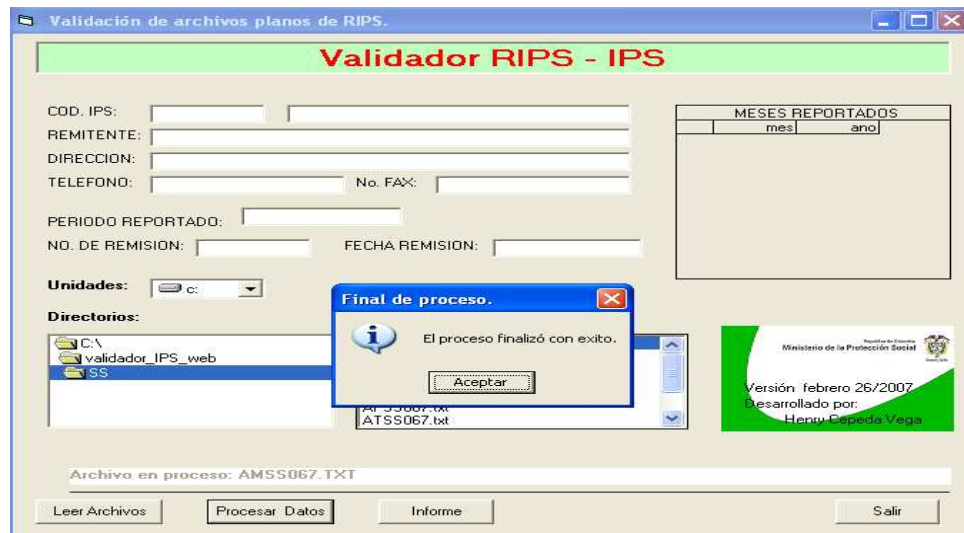 Validación de archivos planos de RIPS.
Validador RIPS - IPS
COD. IPS:
REMITENTE:
DIRECCION:
TELEFONO: No. FAX:
PERIODO REPORTADO:
NO. DE REMISION: FECHA REMISION:
MESES REPORTADOS
mes ano
Unidades: c:
Directorios:
C:\
validador_IPS_web
SS
Final de proceso.
El proceso finalizó con exito.
Aceptar
ATSS067.txt
República de Colombia
Ministerio de la Protección Social
Versión febrero 26/2007
Desarrollado por:
Henry Cepeda Vega
Archivo en proceso: AMSS067.TXT
Leer Archivos Procesar Datos Informe Salir